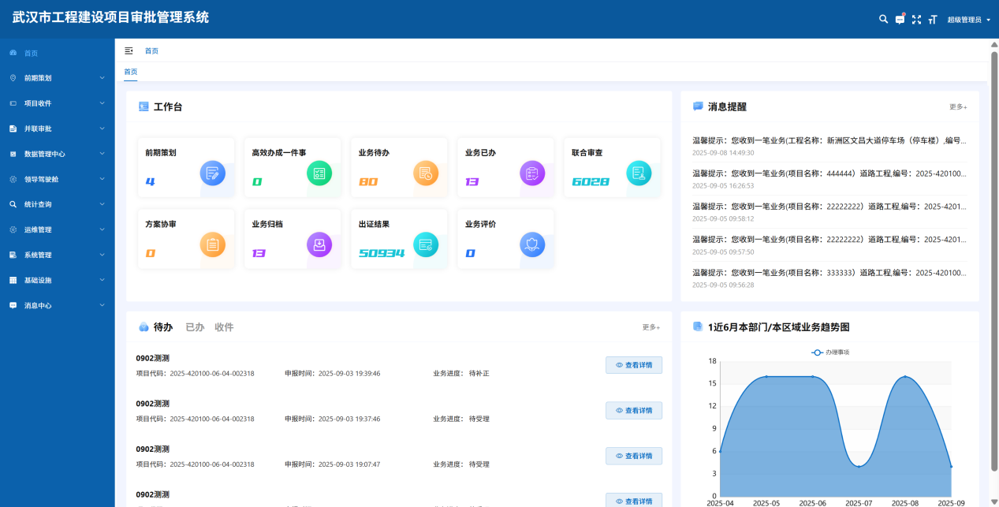 武汉市工程建设项目审批管理系统
超级管理员
首页
前期策划
项目收件
并联审批
数据管理中心
领导驾驶舱
统计查询
运维管理
系统管理
基础设施
消息中心
首页
首页
工作台
前期策划
4
高效办成一件事
0
业务待办
80
业务已办
13
联合审查
6028
方案协审
0
业务归档
13
出证结果
50934
业务评价
0
消息提醒
更多+
温馨提示：您收到一笔业务(工程名称：新洲区文昌大道停车场（停车楼）,编号...
2025-09-08 14:49:30
温馨提示：您收到一笔业务(项目名称：444444）道路工程,编号：2025-420100...
2025-09-05 16:26:53
温馨提示：您收到一笔业务(项目名称：22222222）道路工程,编号：2025-4201...
2025-09-05 09:58:12
温馨提示：您收到一笔业务(项目名称：22222222）道路工程,编号：2025-4201...
2025-09-05 09:57:50
温馨提示：您收到一笔业务(项目名称：333333）道路工程,编号：2025-420100...
2025-09-05 09:56:28
待办 已办 收件
更多+
0902测测
项目代码：2025-420100-06-04-002318 申报时间：2025-09-03 19:39:46 业务进度： 待补正
查看详情
0902测测
项目代码：2025-420100-06-04-002318 申报时间：2025-09-03 19:37:46 业务进度： 待受理
查看详情
0902测测
项目代码：2025-420100-06-04-002318 申报时间：2025-09-03 19:07:47 业务进度： 待受理
查看详情
0902测测
查看详情
1近6月本部门/本区域业务趋势图
办理事项
18
15
12
9
6
3
0
2025-04 2025-05 2025-06 2025-07 2025-08 2025-09